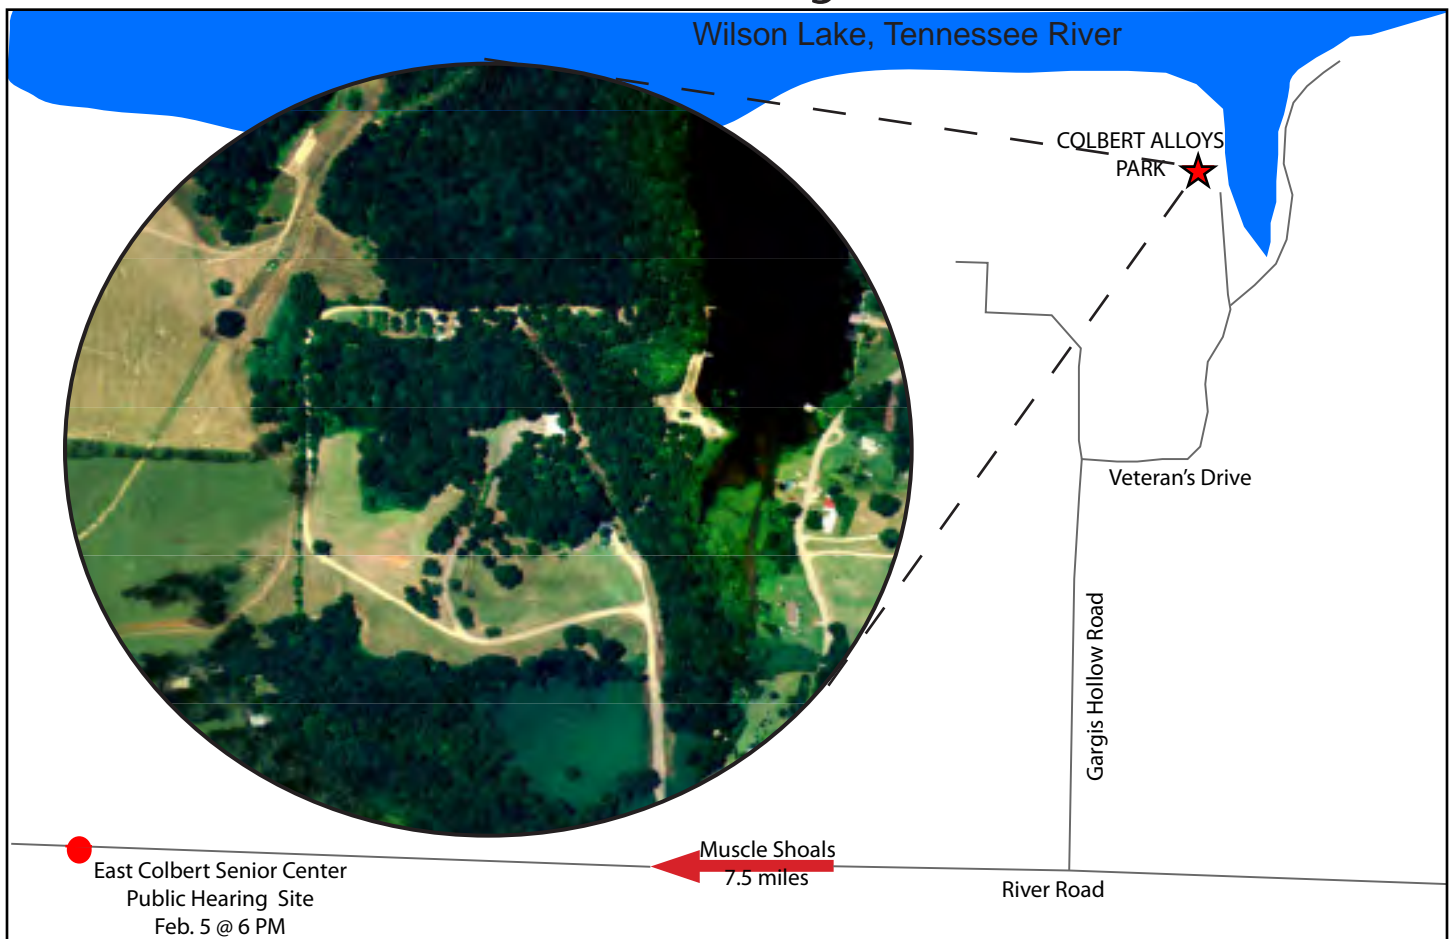 Wilson Lake, Tennessee River
COLBERT ALLOYS
PARK
Veteran's Drive
Gargis Hollow Road
Muscle Shoals
7.5 miles
River Road
East Colbert Senior Center
Public Hearing Site
Feb. 5 @ 6 PM